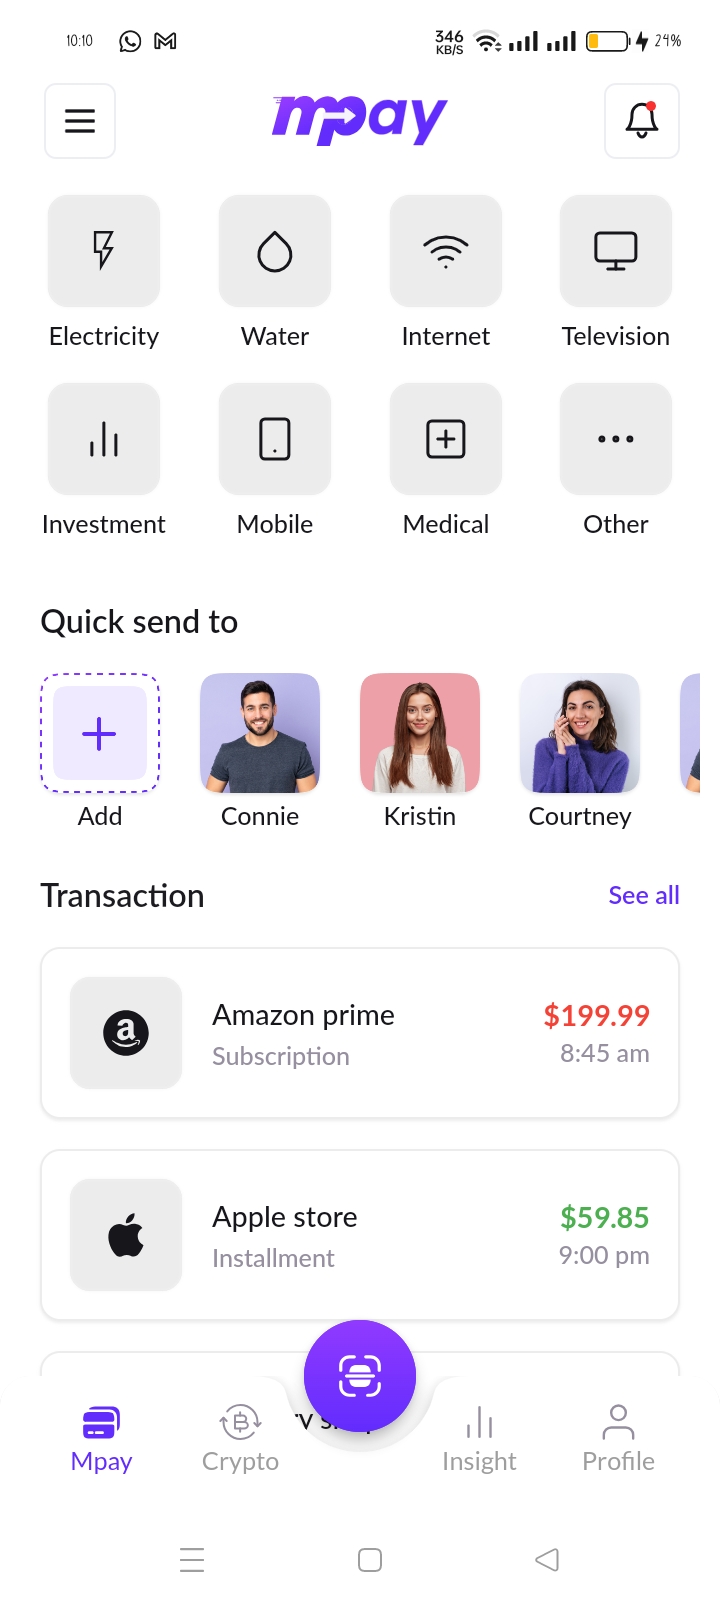 10:10 346 KB/S 24%
mpay
Electricity Water Internet Television
Investment Mobile Medical Other
Quick send to
Add Connie Kristin Courtney
Transaction See all
Amazon prime $199.99
Subscription 8:45 am
Apple store $59.85
Installment 9:00 pm
Mpay Crypto Insight Profile